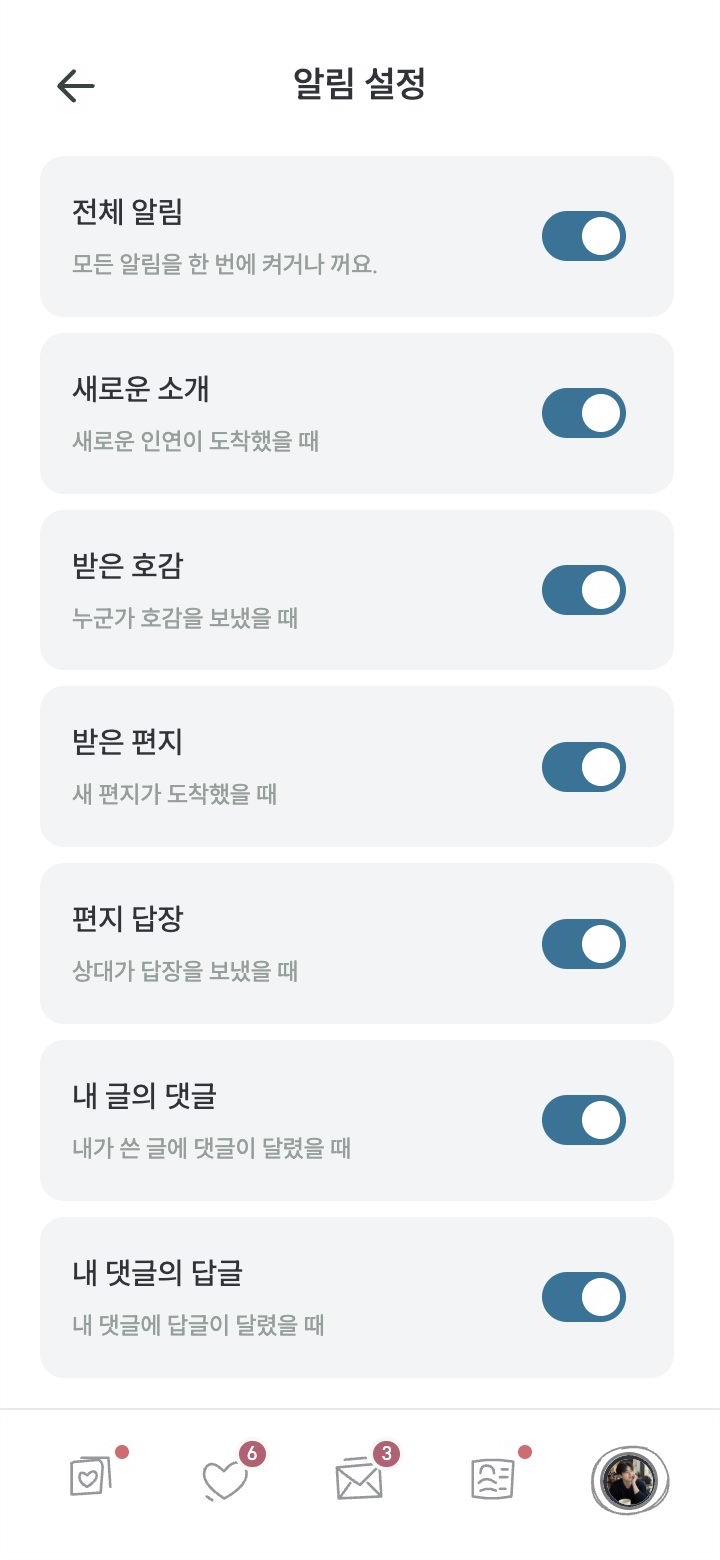 알림 설정
전체 알림
모든 알림을 한 번에 켜거나 꺼요.
새로운 소개
새로운 인연이 도착했을 때
받은 호감
누군가 호감을 보냈을 때
받은 편지
새 편지가 도착했을 때
편지 답장
상대가 답장을 보냈을 때
내 글의 댓글
내가 쓴 글에 댓글이 달렸을 때
내 댓글의 답글
내 댓글에 답글이 달렸을 때
6
3